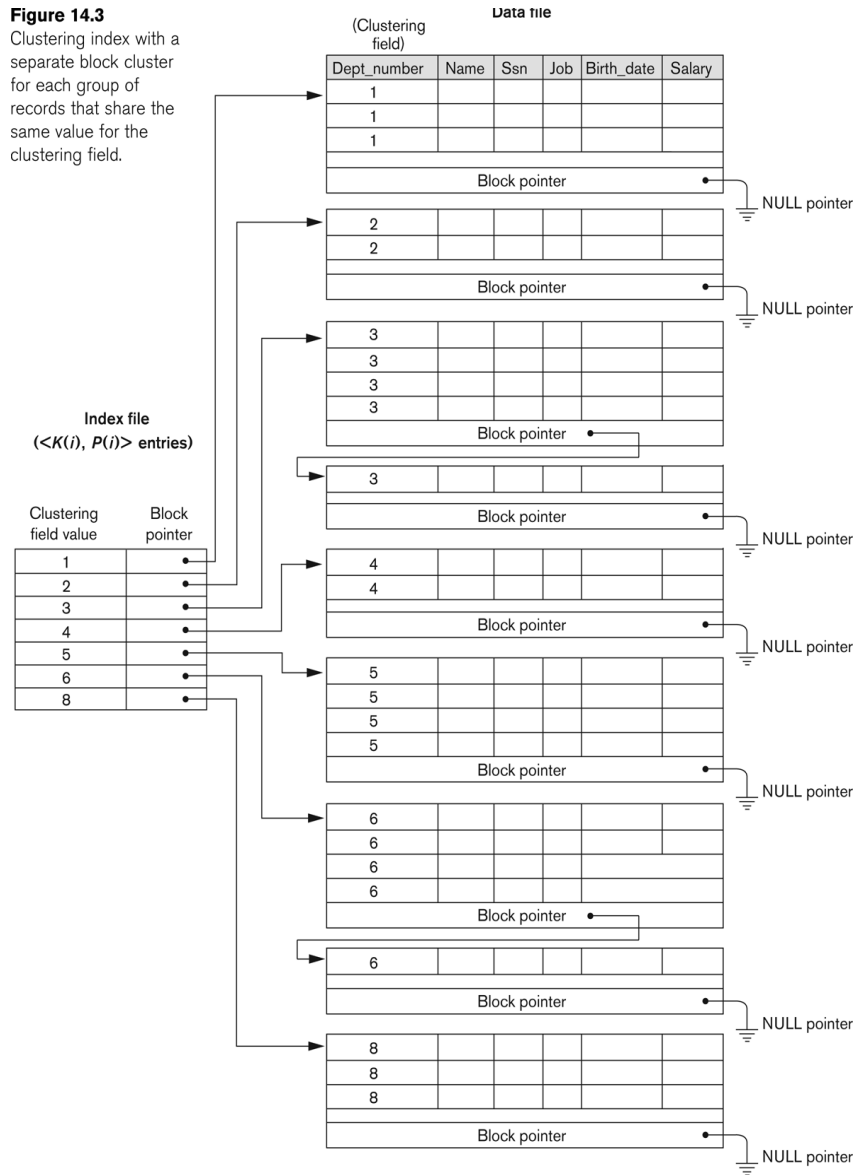 Figure 14.3
Clustering index with a
separate block cluster
for each group of
records that share the
same value for the
clustering field.
Data file
(Clustering
field)
Dept_number Name Ssn Job Birth_date Salary
1
1
1
Block pointer
NULL pointer
2
2
Block pointer
NULL pointer
3
3
3
3
Block pointer
3
Block pointer
NULL pointer
Index file
(<K(i), P(i)> entries)
Clustering
field value
Block
pointer
1
2
3
4
5
6
8
4
4
Block pointer
NULL pointer
5
5
5
5
Block pointer
NULL pointer
6
6
6
6
Block pointer
6
Block pointer
NULL pointer
8
8
8
Block pointer
NULL pointer